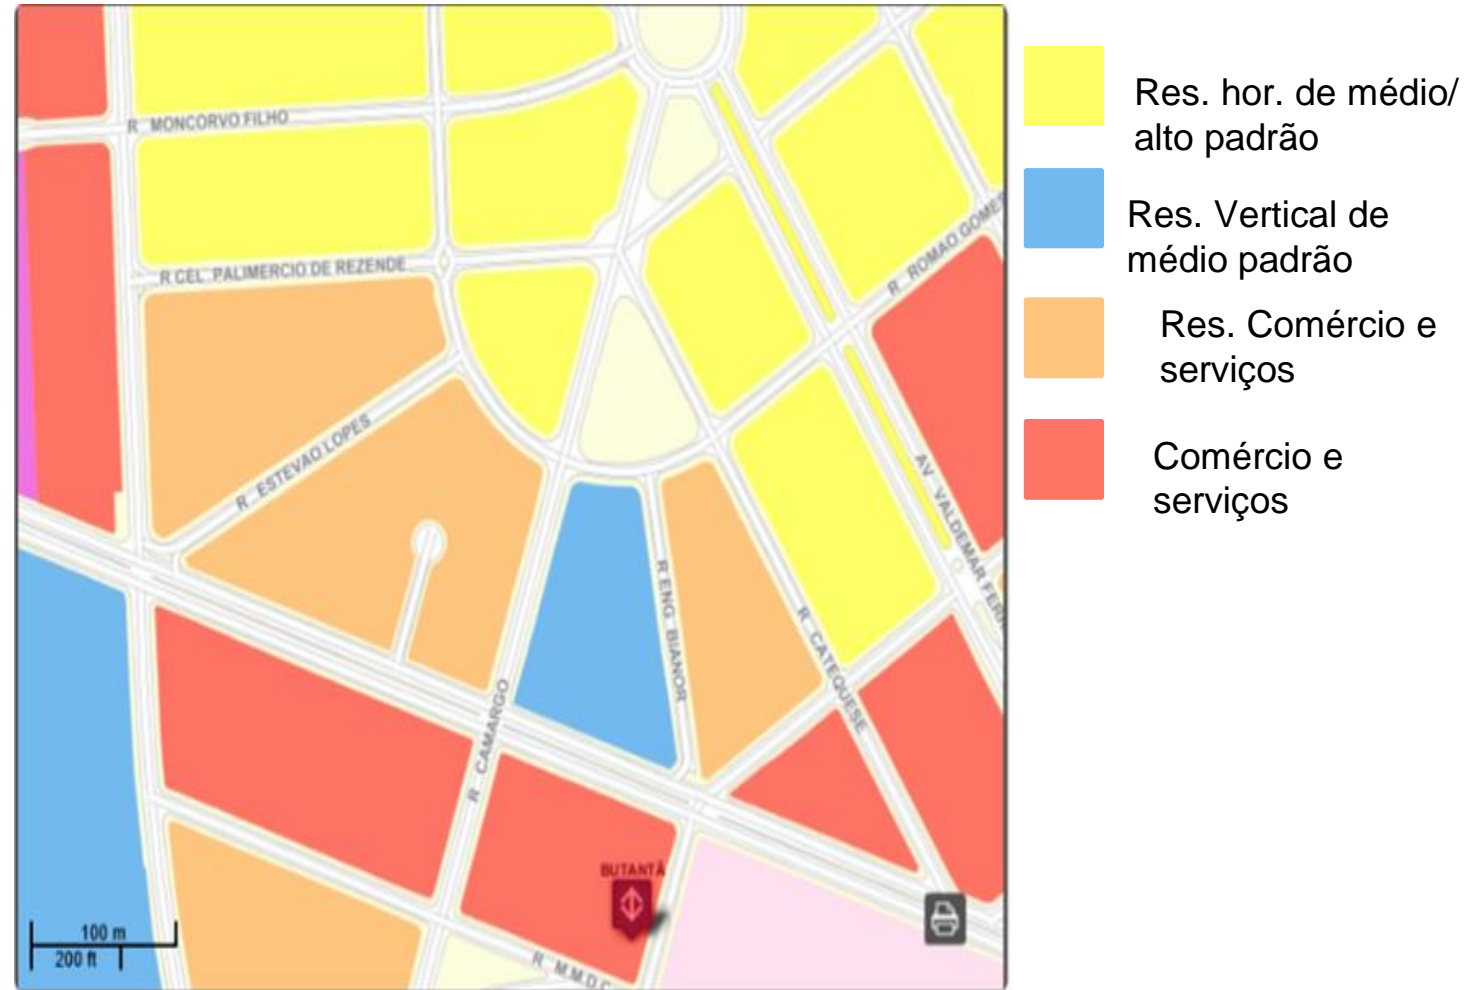 R MONCORVO FILHO
R CEL PALIMERCIO DE REZENDE
R ROMAO GOMES
R ESTEVAO LOPES
AV VALDEMAR FERR
R ENG BIANOR
R CATEQUESE
R CAMARGO
BUTANTÃ
R M.M.D.C
100 m
200 ft
Res. hor. de médio/
alto padrão
Res. Vertical de
médio padrão
Res. Comércio e
serviços
Comércio e
serviços